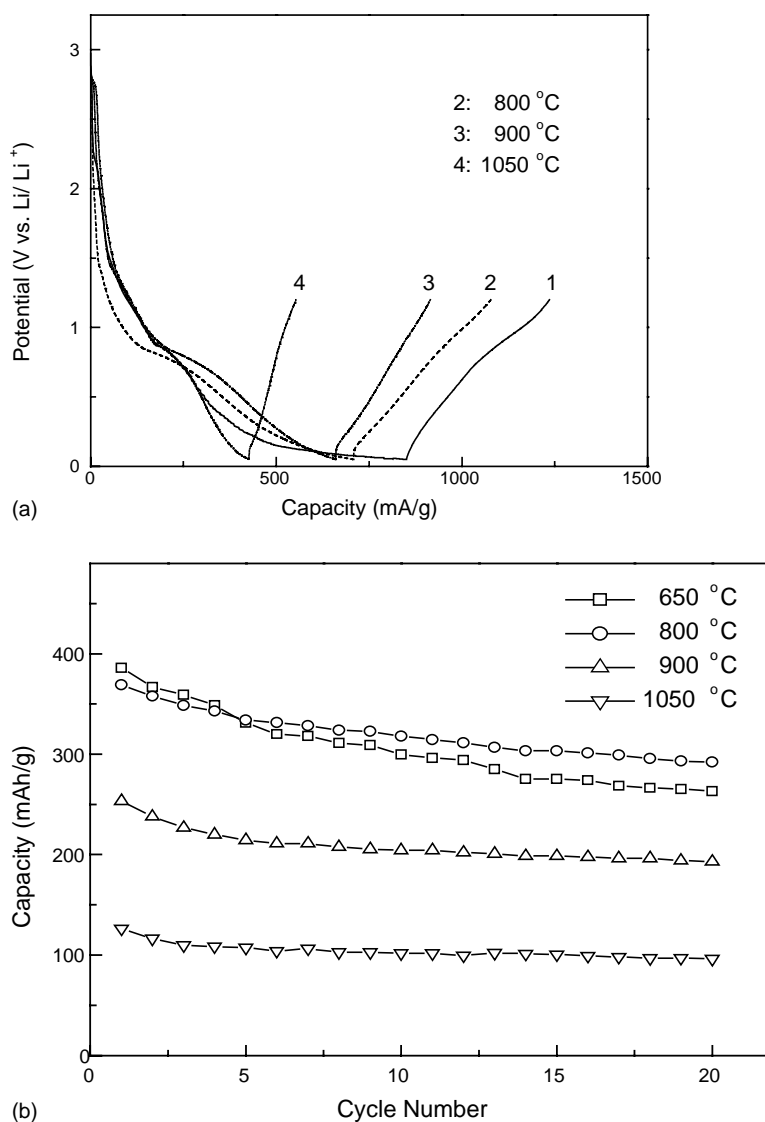 3
2: 800 °C
3: 900 °C
4: 1050 °C
2
Potential (V vs. Li/ Li +)
4
3
2
1
1
0
0
500
1000
1500
(a)
Capacity (mA/g)
650 °C
800 °C
900 °C
1050 °C
400
300
Capacity (mAh/g)
200
100
0
0
5
10
15
20
(b)
Cycle Number